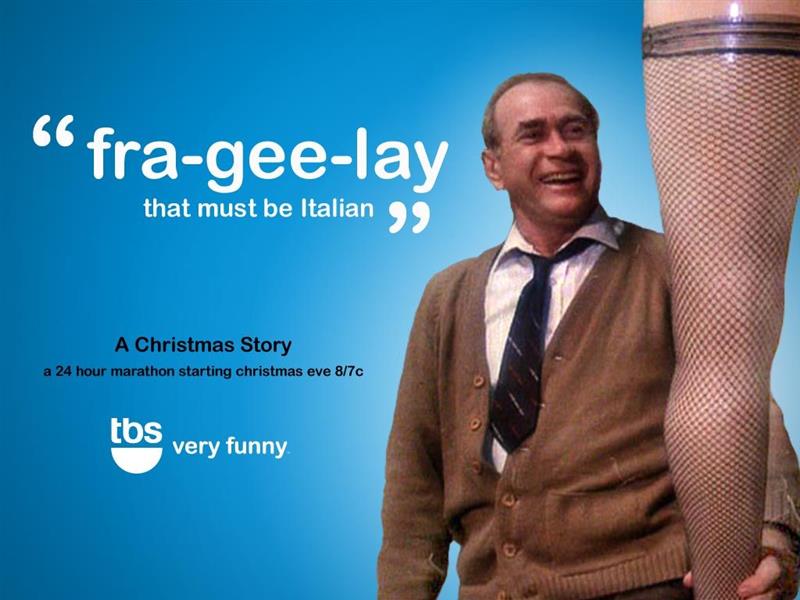 “ fra-gee-lay
that must be Italian ”
A Christmas Story
a 24 hour marathon starting christmas eve 8/7c
tbs very funny.